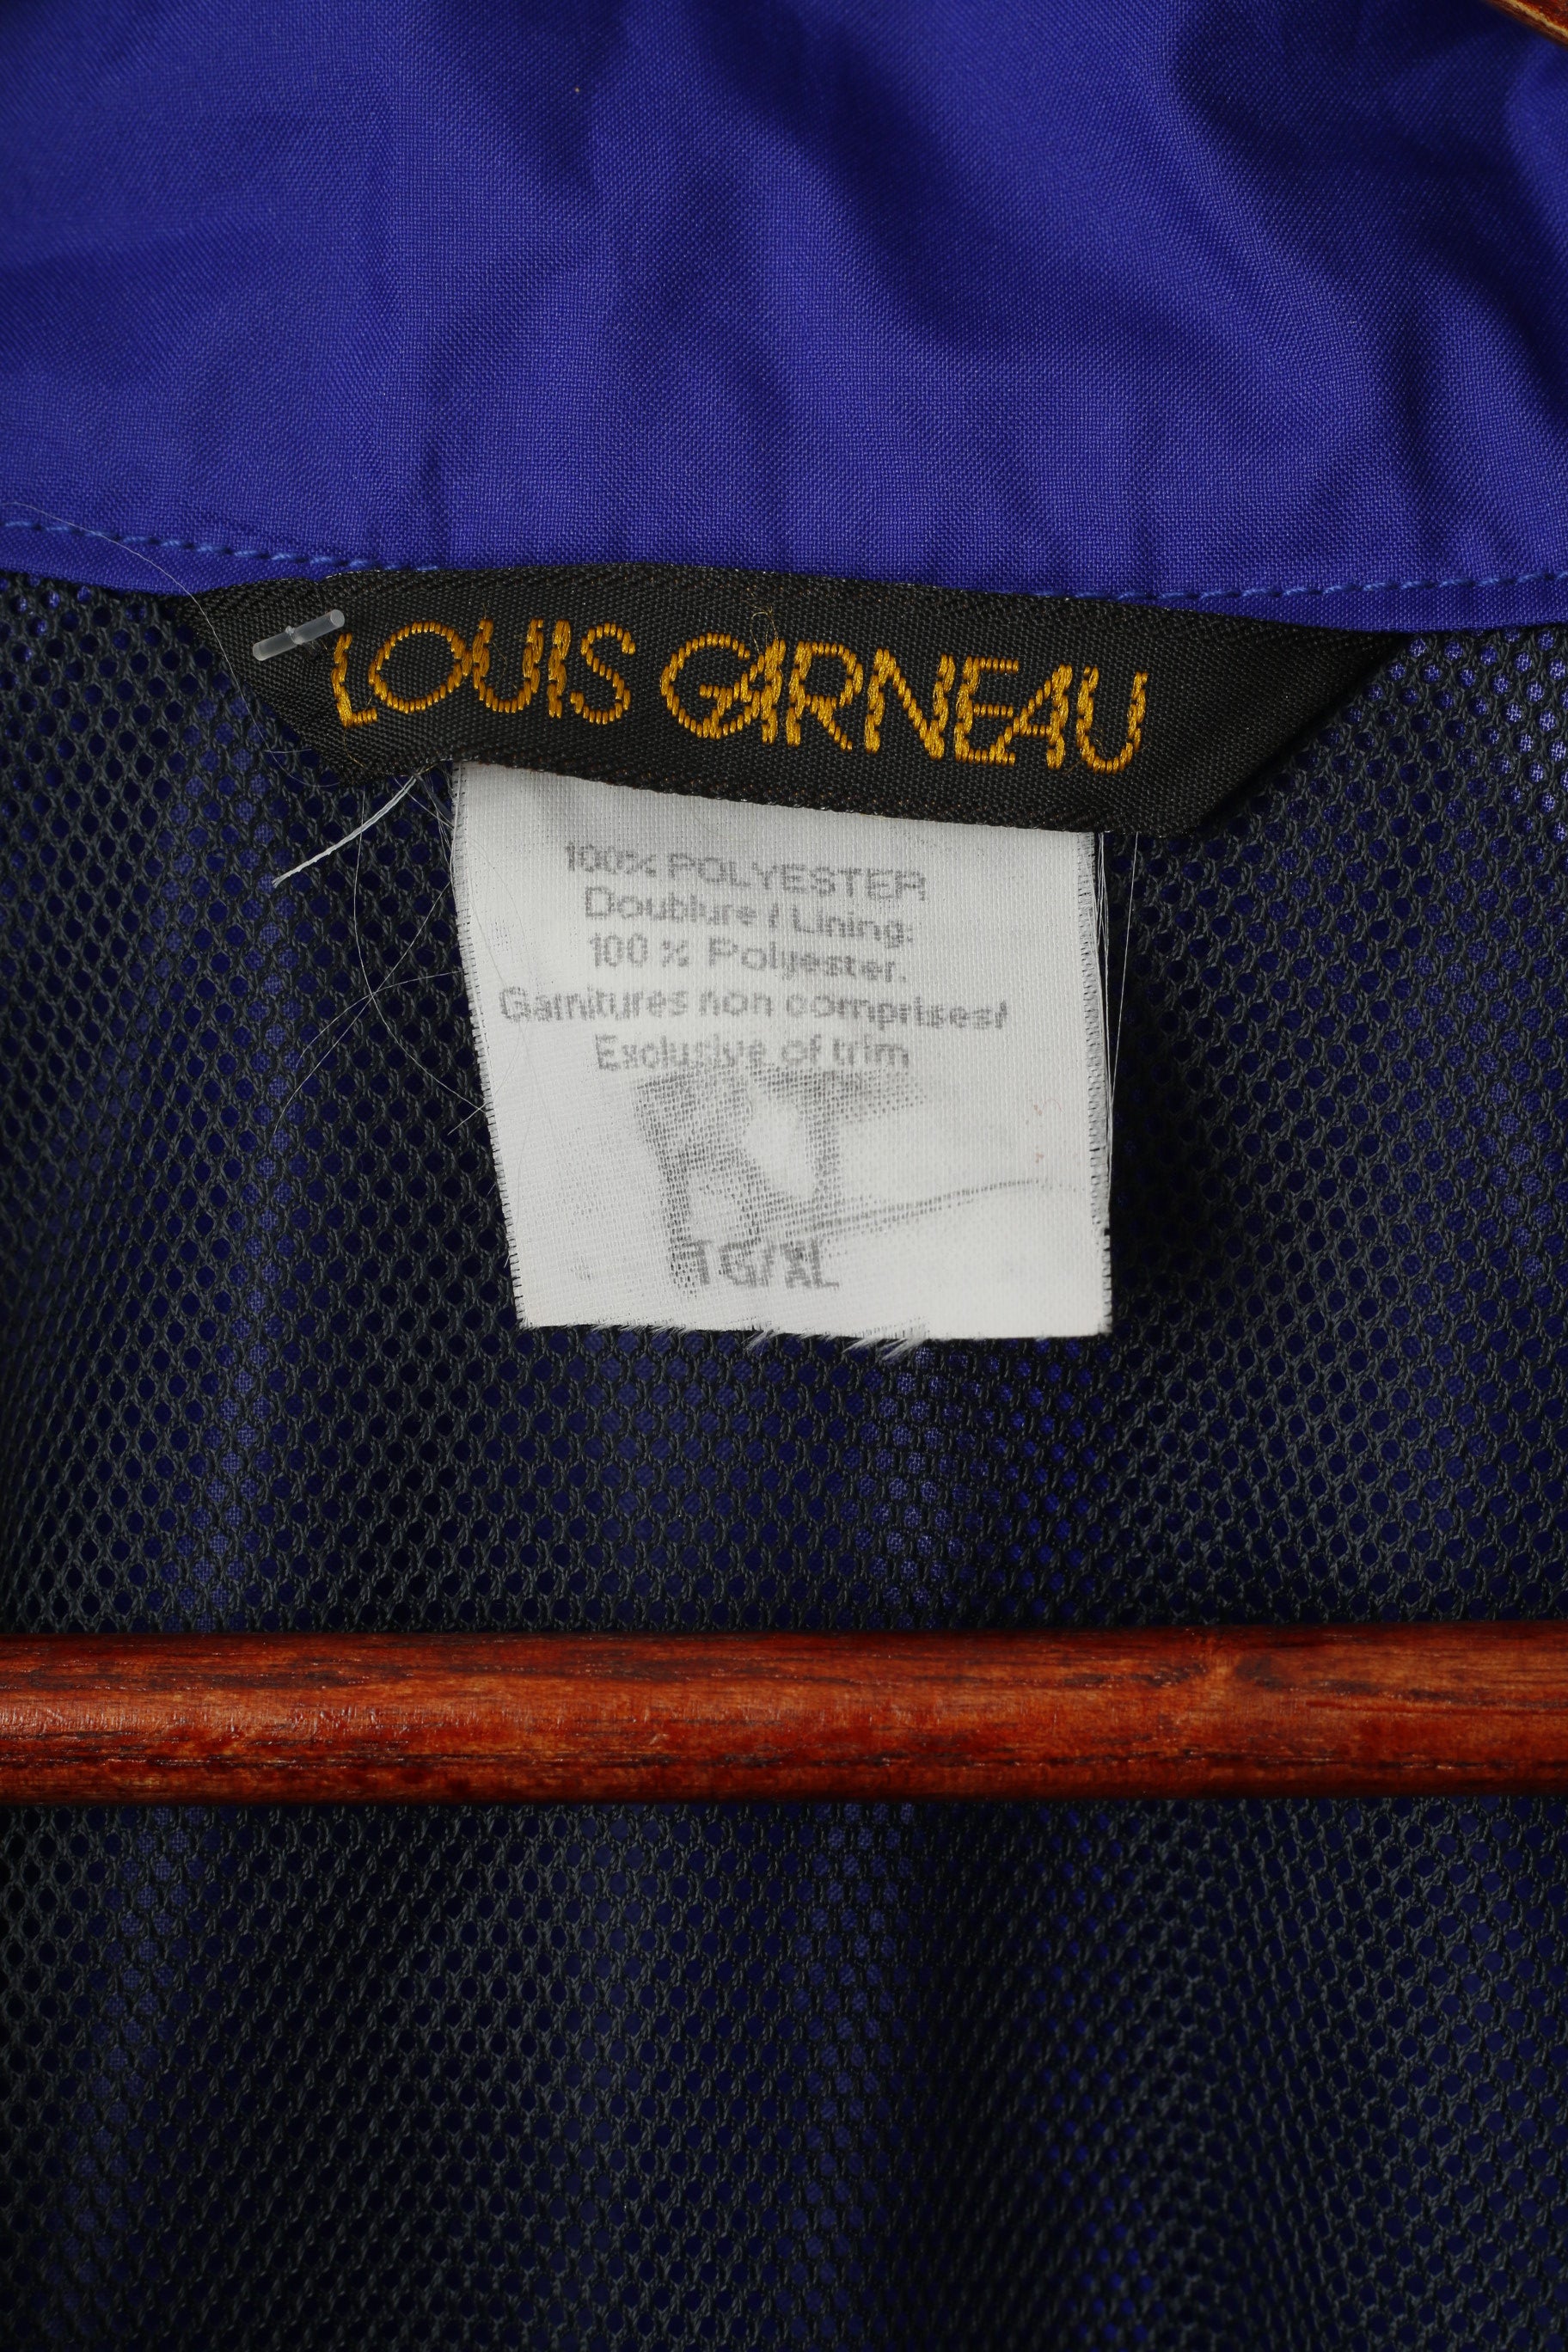 LOUIS GARNEAU
100% POLYESTER
Doublure / Lining:
100 % Polyester.
Garnitures non comprises/
Exclusive of trim
TG/XL